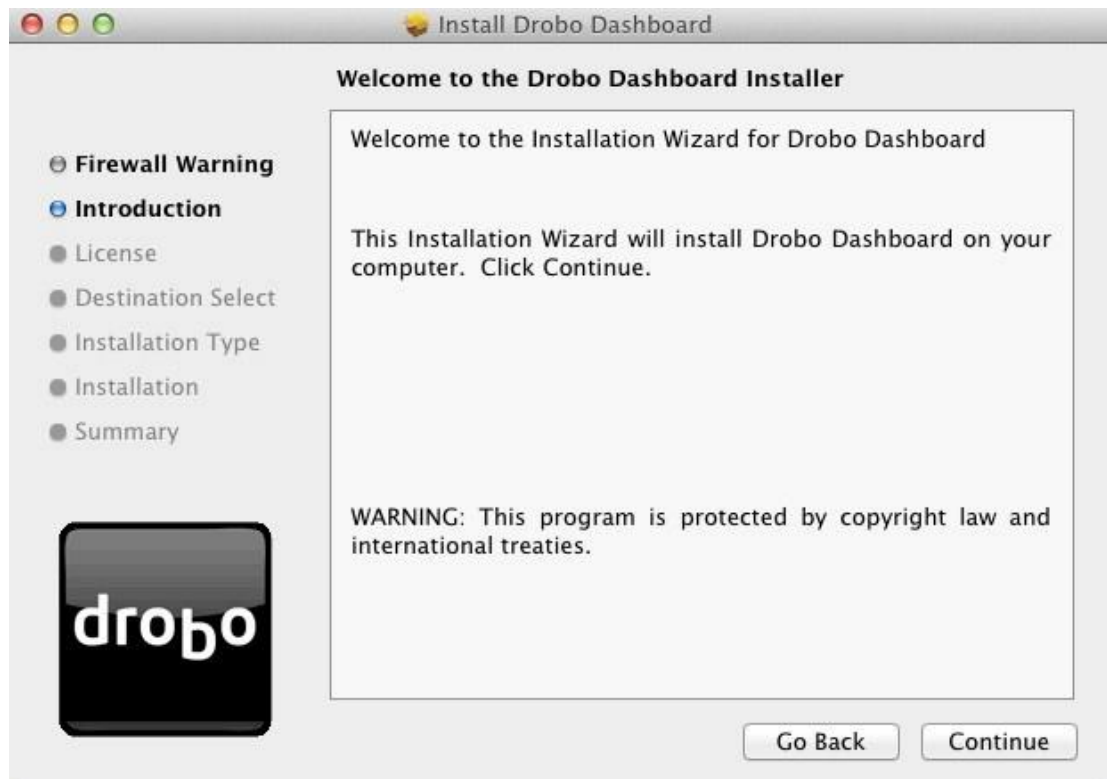 Install Drobo Dashboard
Welcome to the Drobo Dashboard Installer
Firewall Warning
Introduction
License
Destination Select
Installation Type
Installation
Summary
Welcome to the Installation Wizard for Drobo Dashboard
This Installation Wizard will install Drobo Dashboard on your
computer.  Click Continue.
WARNING: This program is protected by copyright law and
international treaties.
drobo
Go Back
Continue